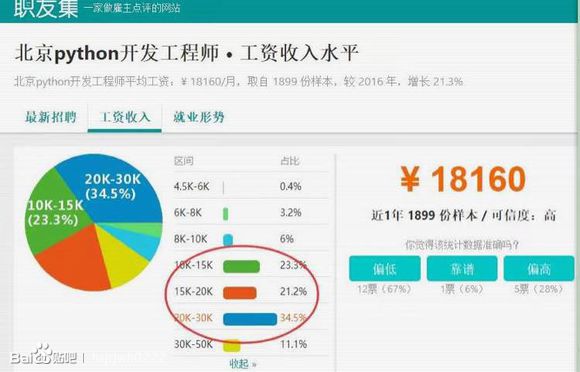 职友集 一家做雇主点评的网站
北京python开发工程师 • 工资收入水平
北京python开发工程师平均工资：¥ 18160/月，取自 1899 份样本，较 2016 年，增长 21.3%
最新招聘 工资收入 就业形势
区间 占比
4.5K-6K 0.4%
6K-8K 3.2%
8K-10K 6%
10K-15K 23.3%
15K-20K 21.2%
20K-30K 34.5%
30K-50K 11.1%
收起
20K-30K
(34.5%)
10K-15K
(23.3%)
¥ 18160
近1年 1899 份样本 / 可信度：高
你觉得该统计数据准确吗？
偏低 靠谱 偏高
12票（67%） 1票（6%） 5票（28%）
Bai 贴吧